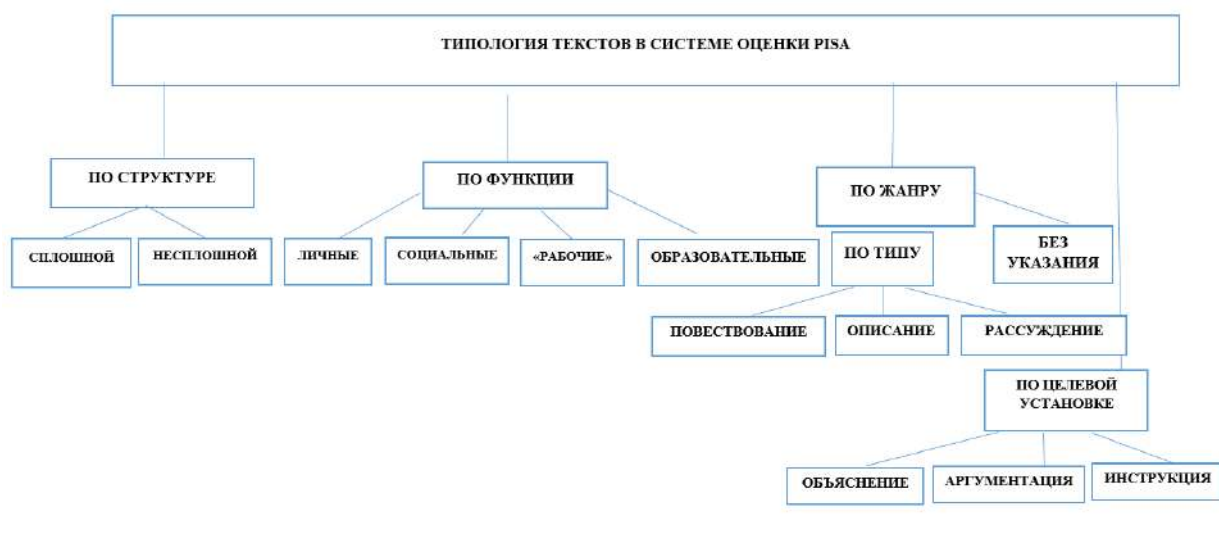 ТИПОЛОГИЯ ТЕКСТОВ В СИСТЕМЕ ОЦЕНКИ PISA
ПО СТРУКТУРЕ
ПО ФУНКЦИИ
ПО ЖАНРУ
СПЛОШНОЙ
НЕСПЛОШНОЙ
ЛИЧНЫЕ
СОЦИАЛЬНЫЕ
«РАБОЧИЕ»
ОБРАЗОВАТЕЛЬНЫЕ
ПО ТИПУ
БЕЗ
УКАЗАНИЯ
ПОВЕСТВОВАНИЕ
ОПИСАНИЕ
РАССУЖДЕНИЕ
ПО ЦЕЛЕВОЙ
УСТАНОВКЕ
ОБЪЯСНЕНИЕ
АРГУМЕНТАЦИЯ
ИНСТРУКЦИЯ